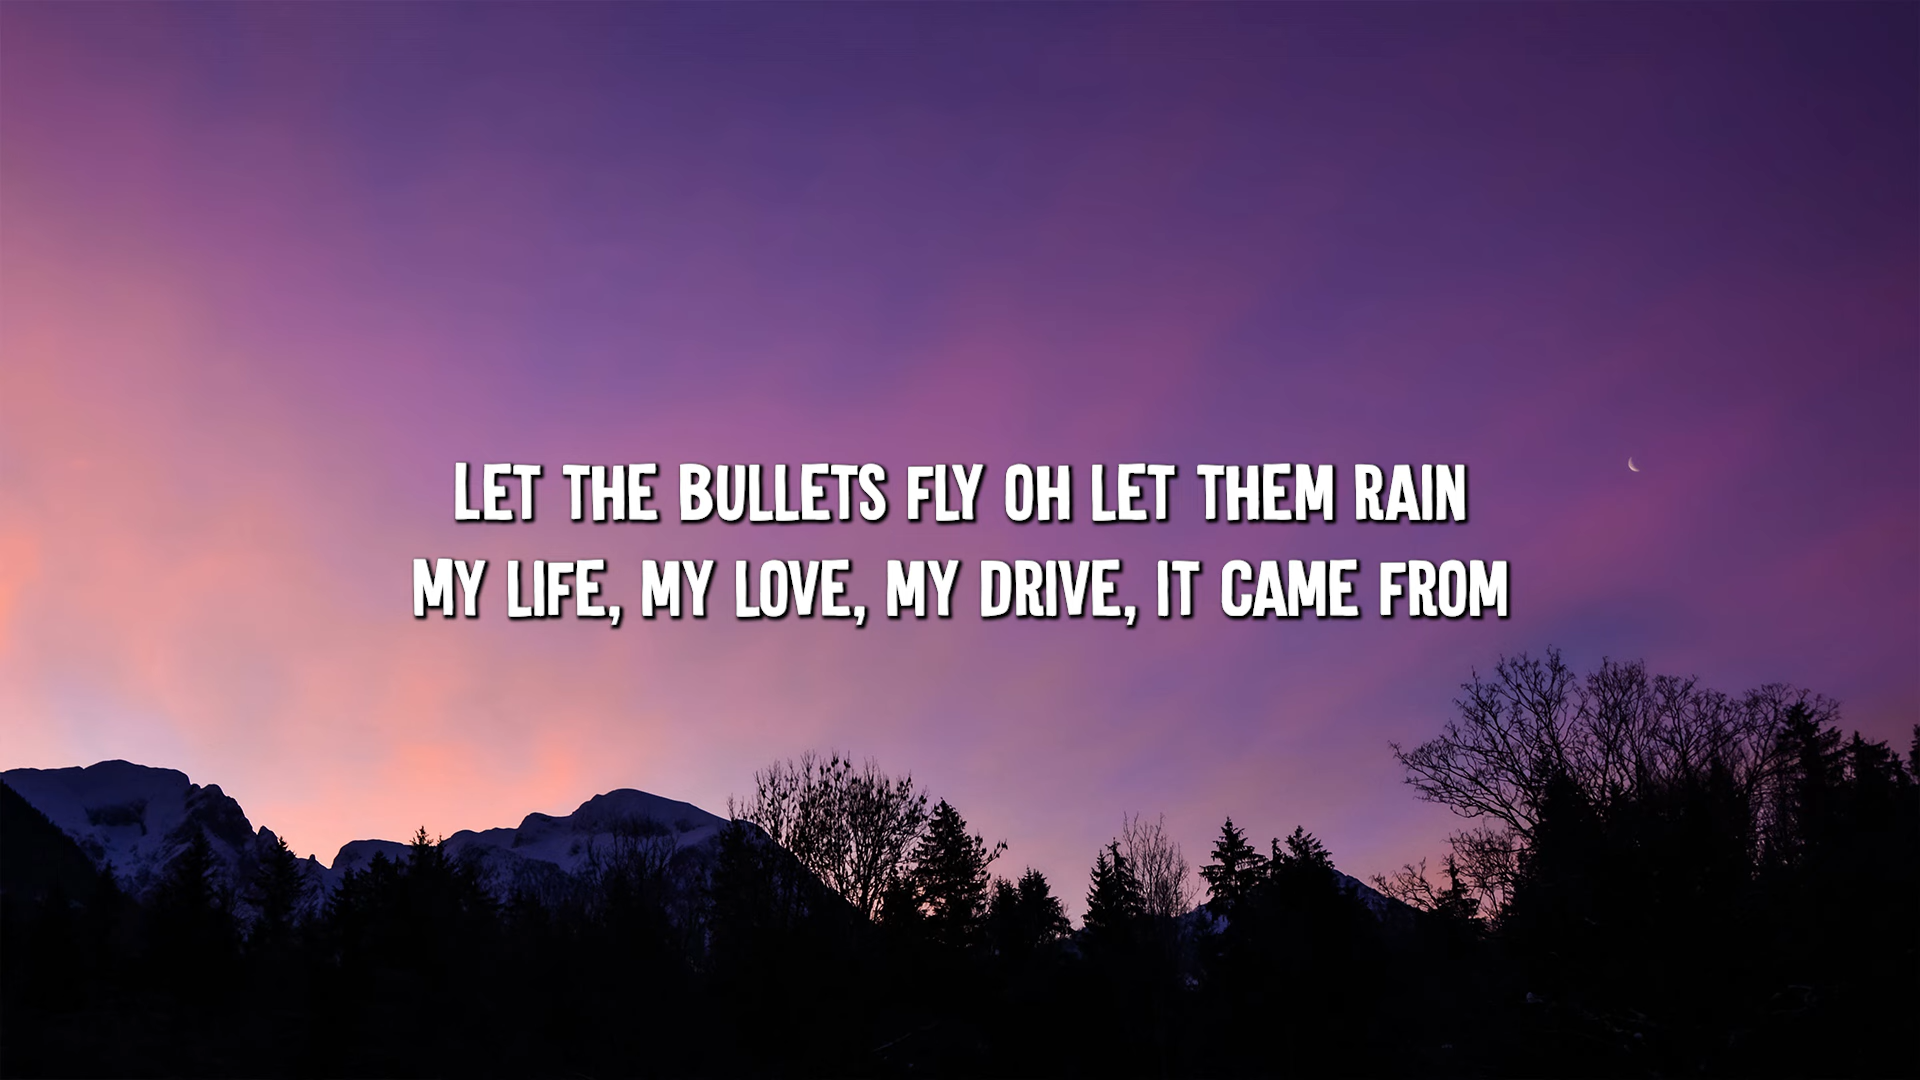 LET THE BULLETS FLY OH LET THEM RAIN
MY LIFE, MY LOVE, MY DRIVE, IT CAME FROM